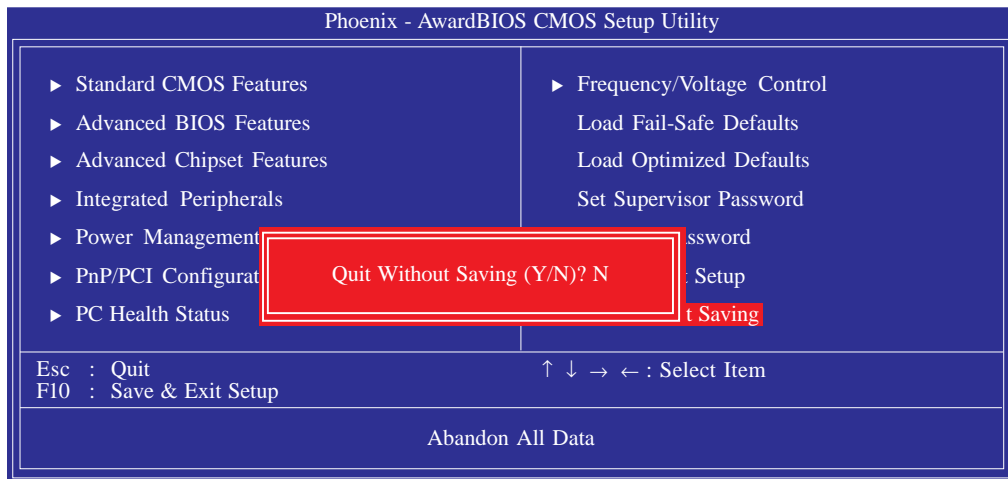 Phoenix - AwardBIOS CMOS Setup Utility
▶ Standard CMOS Features
▶ Advanced BIOS Features
▶ Advanced Chipset Features
▶ Integrated Peripherals
▶ Power Management
▶ PnP/PCI Configurat
▶ PC Health Status
▶ Frequency/Voltage Control
Load Fail-Safe Defaults
Load Optimized Defaults
Set Supervisor Password
ssword
Setup
t Saving
Quit Without Saving (Y/N)? N
Esc : Quit
F10 : Save & Exit Setup
↑ ↓ → ← : Select Item
Abandon All Data